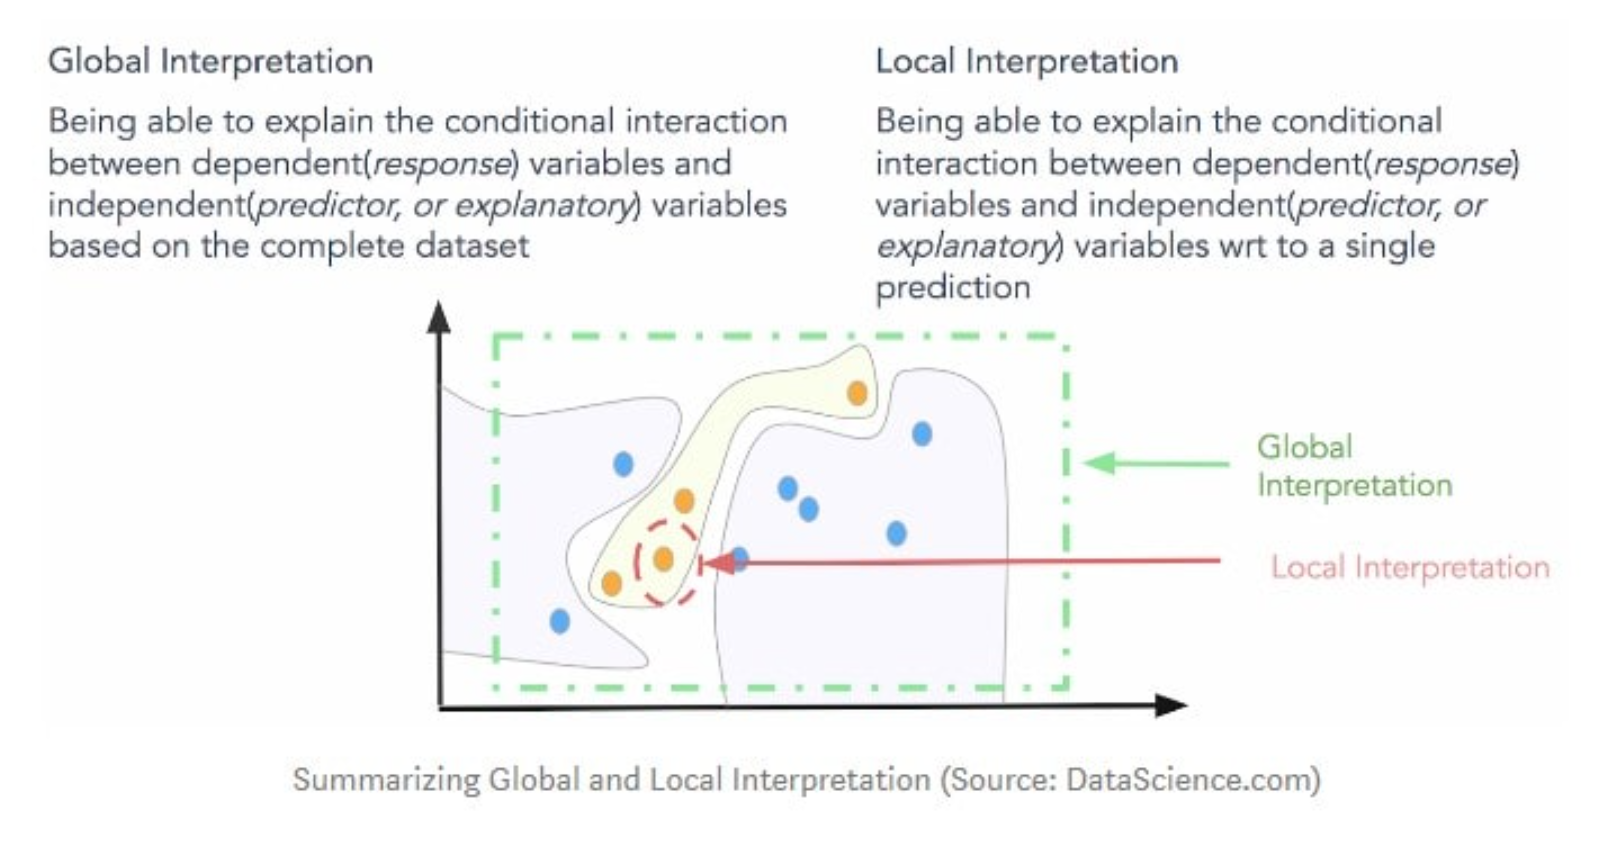 Global Interpretation
Being able to explain the conditional interaction
between dependent(response) variables and
independent(predictor, or explanatory) variables
based on the complete dataset
Local Interpretation
Being able to explain the conditional
interaction between dependent(response)
variables and independent(predictor, or
explanatory) variables wrt to a single
prediction
Global
Interpretation
Local Interpretation
Summarizing Global and Local Interpretation (Source: DataScience.com)